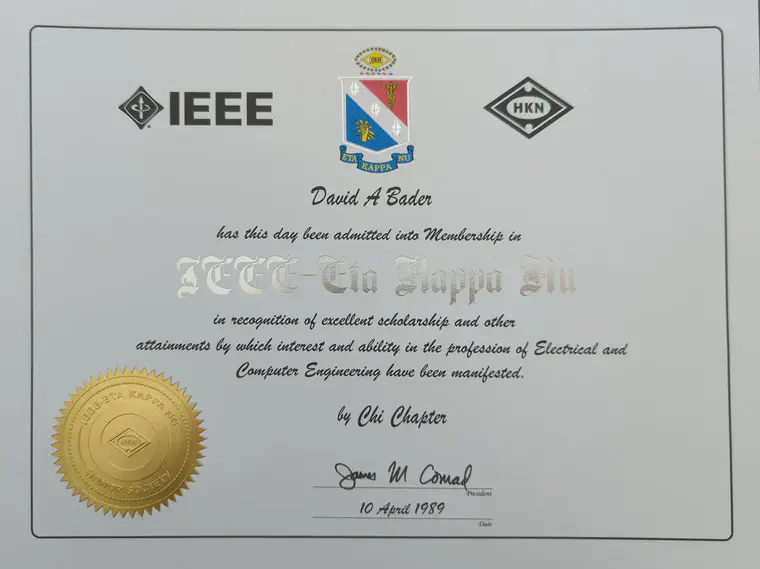 HKN
IEEE
HKN
ETA KAPPA NU
David A Bader
has this day been admitted into Membership in
IEEE-Eta Kappa Nu
in recognition of excellent scholarship and other
attainments by which interest and ability in the profession of Electrical and
Computer Engineering have been manifested.
by Chi Chapter
IEEE-ETA KAPPA NU
HKN
HONOR SOCIETY
James M Conrad
President
10 April 1989
Date